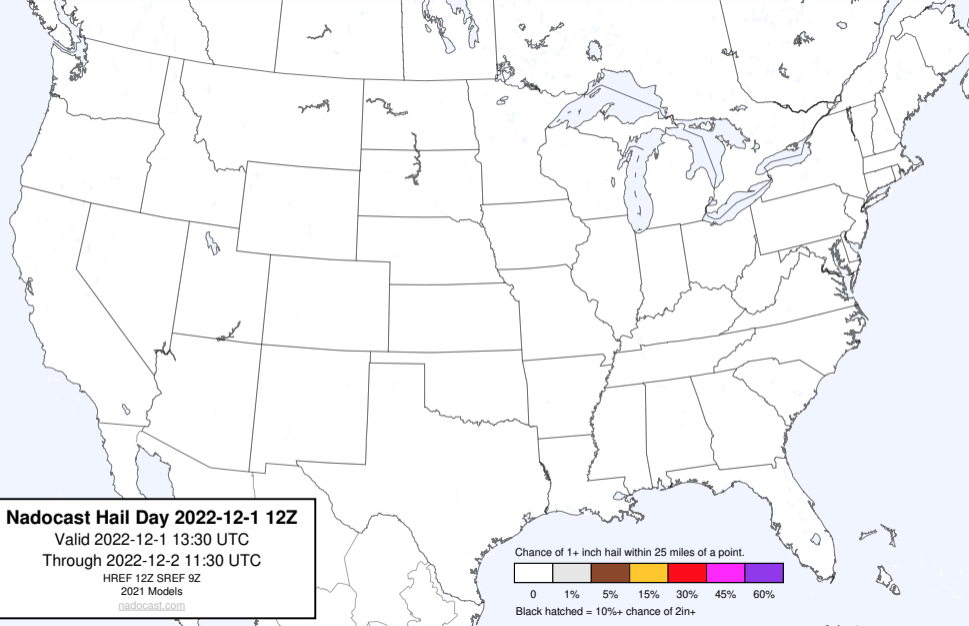 Nadocast Hail Day 2022-12-1 12Z
Valid 2022-12-1 13:30 UTC
Through 2022-12-2 11:30 UTC
HREF 12Z SREF 9Z
2021 Models
nadocast.com
Chance of 1+ inch hail within 25 miles of a point.
0 1% 5% 15% 30% 45% 60%
Black hatched = 10%+ chance of 2in+